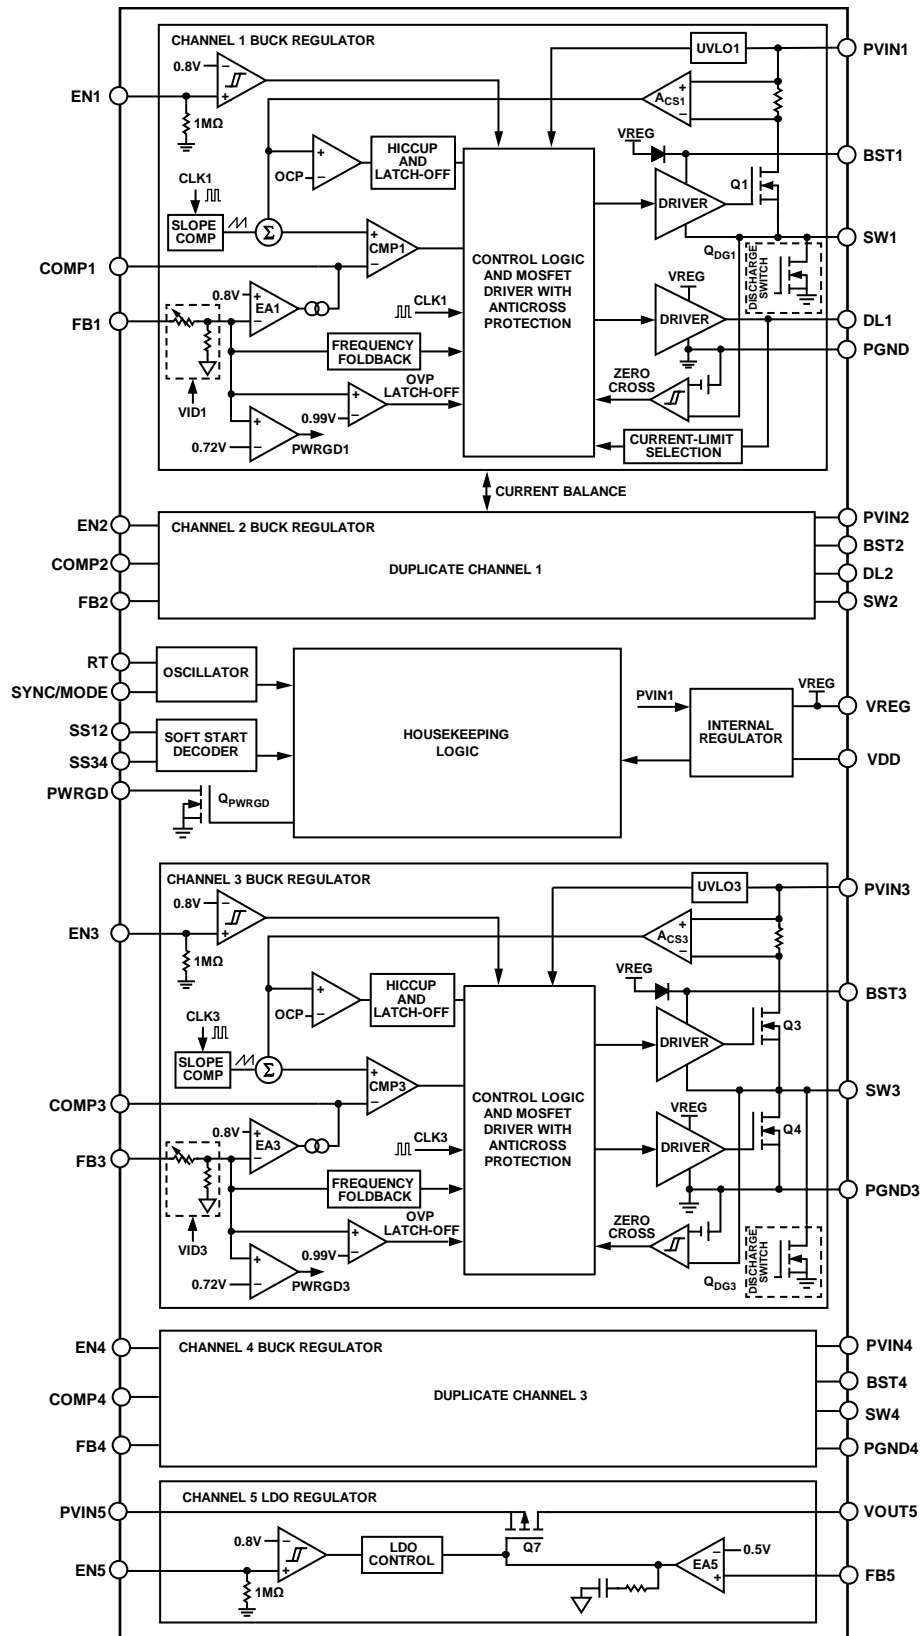 CHANNEL 1 BUCK REGULATOR
UVLO1
PVIN1
0.8V
−
+
EN1
ACS1
+
−
1MΩ
VREG
BST1
HICCUP
AND
LATCH-OFF
+
OCP
−
Q1
CLK1
DRIVER
SLOPE
COMP
Σ
+
CMP1
−
SW1
QDG1
DISCHARGE
SWITCH
COMP1
CONTROL LOGIC
AND MOSFET
DRIVER WITH
ANTICROSS
PROTECTION
VREG
0.8V
+
EA1
−
CLK1
FB1
DRIVER
DL1
FREQUENCY
FOLDBACK
PGND
VID1
OVP
LATCH-OFF
ZERO
CROSS
+
0.99V
−
+
0.72V
−
PWRGD1
CURRENT-LIMIT
SELECTION
CURRENT BALANCE
EN2
CHANNEL 2 BUCK REGULATOR
PVIN2
BST2
COMP2
DUPLICATE CHANNEL 1
DL2
FB2
SW2
RT
OSCILLATOR
SYNC/MODE
PVIN1
VREG
VREG
SS12
SOFT START
DECODER
HOUSEKEEPING
LOGIC
INTERNAL
REGULATOR
SS34
VDD
PWRGD
QPWRGD
CHANNEL 3 BUCK REGULATOR
UVLO3
PVIN3
0.8V
−
+
EN3
ACS3
+
−
1MΩ
VREG
BST3
HICCUP
AND
LATCH-OFF
+
OCP
−
Q3
CLK3
DRIVER
SLOPE
COMP
Σ
+
CMP3
−
SW3
COMP3
CONTROL LOGIC
AND MOSFET
DRIVER WITH
ANTICROSS
PROTECTION
VREG
Q4
0.8V
+
EA3
−
CLK3
FB3
DRIVER
FREQUENCY
FOLDBACK
PGND3
VID3
OVP
LATCH-OFF
ZERO
CROSS
+
0.99V
−
+
0.72V
−
PWRGD3
QDG3
DISCHARGE
SWITCH
EN4
CHANNEL 4 BUCK REGULATOR
PVIN4
BST4
COMP4
DUPLICATE CHANNEL 3
SW4
FB4
PGND4
CHANNEL 5 LDO REGULATOR
PVIN5
VOUT5
0.8V
−
+
LDO
CONTROL
Q7
−
0.5V
EA5
+
EN5
FB5
1MΩ